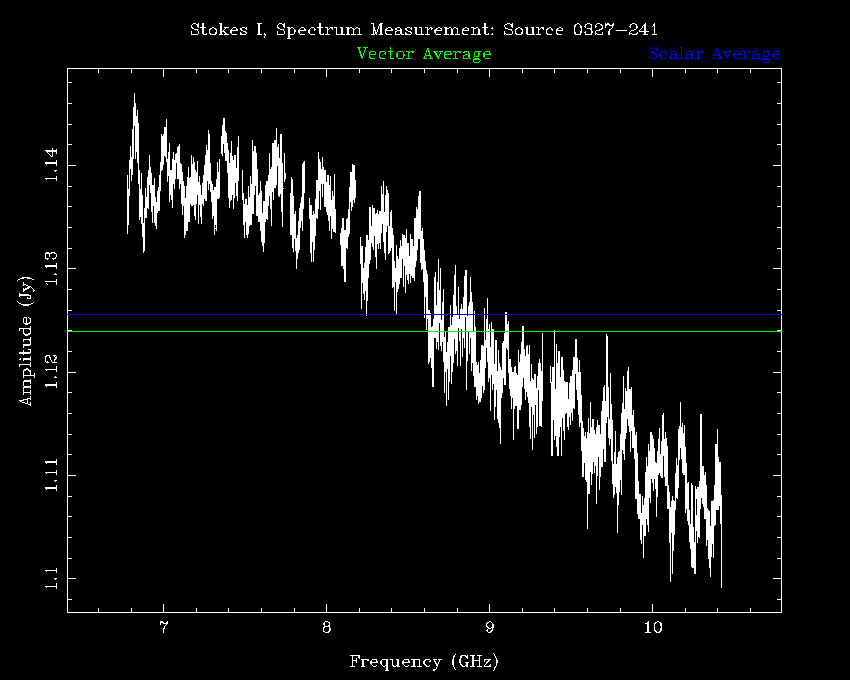 Stokes I, Spectrum Measurement: Source 0327-241
Vector Average Scalar Average
1.14
1.13
1.12
1.11
1.1
Amplitude (Jy)
7 8 9 10
Frequency (GHz)